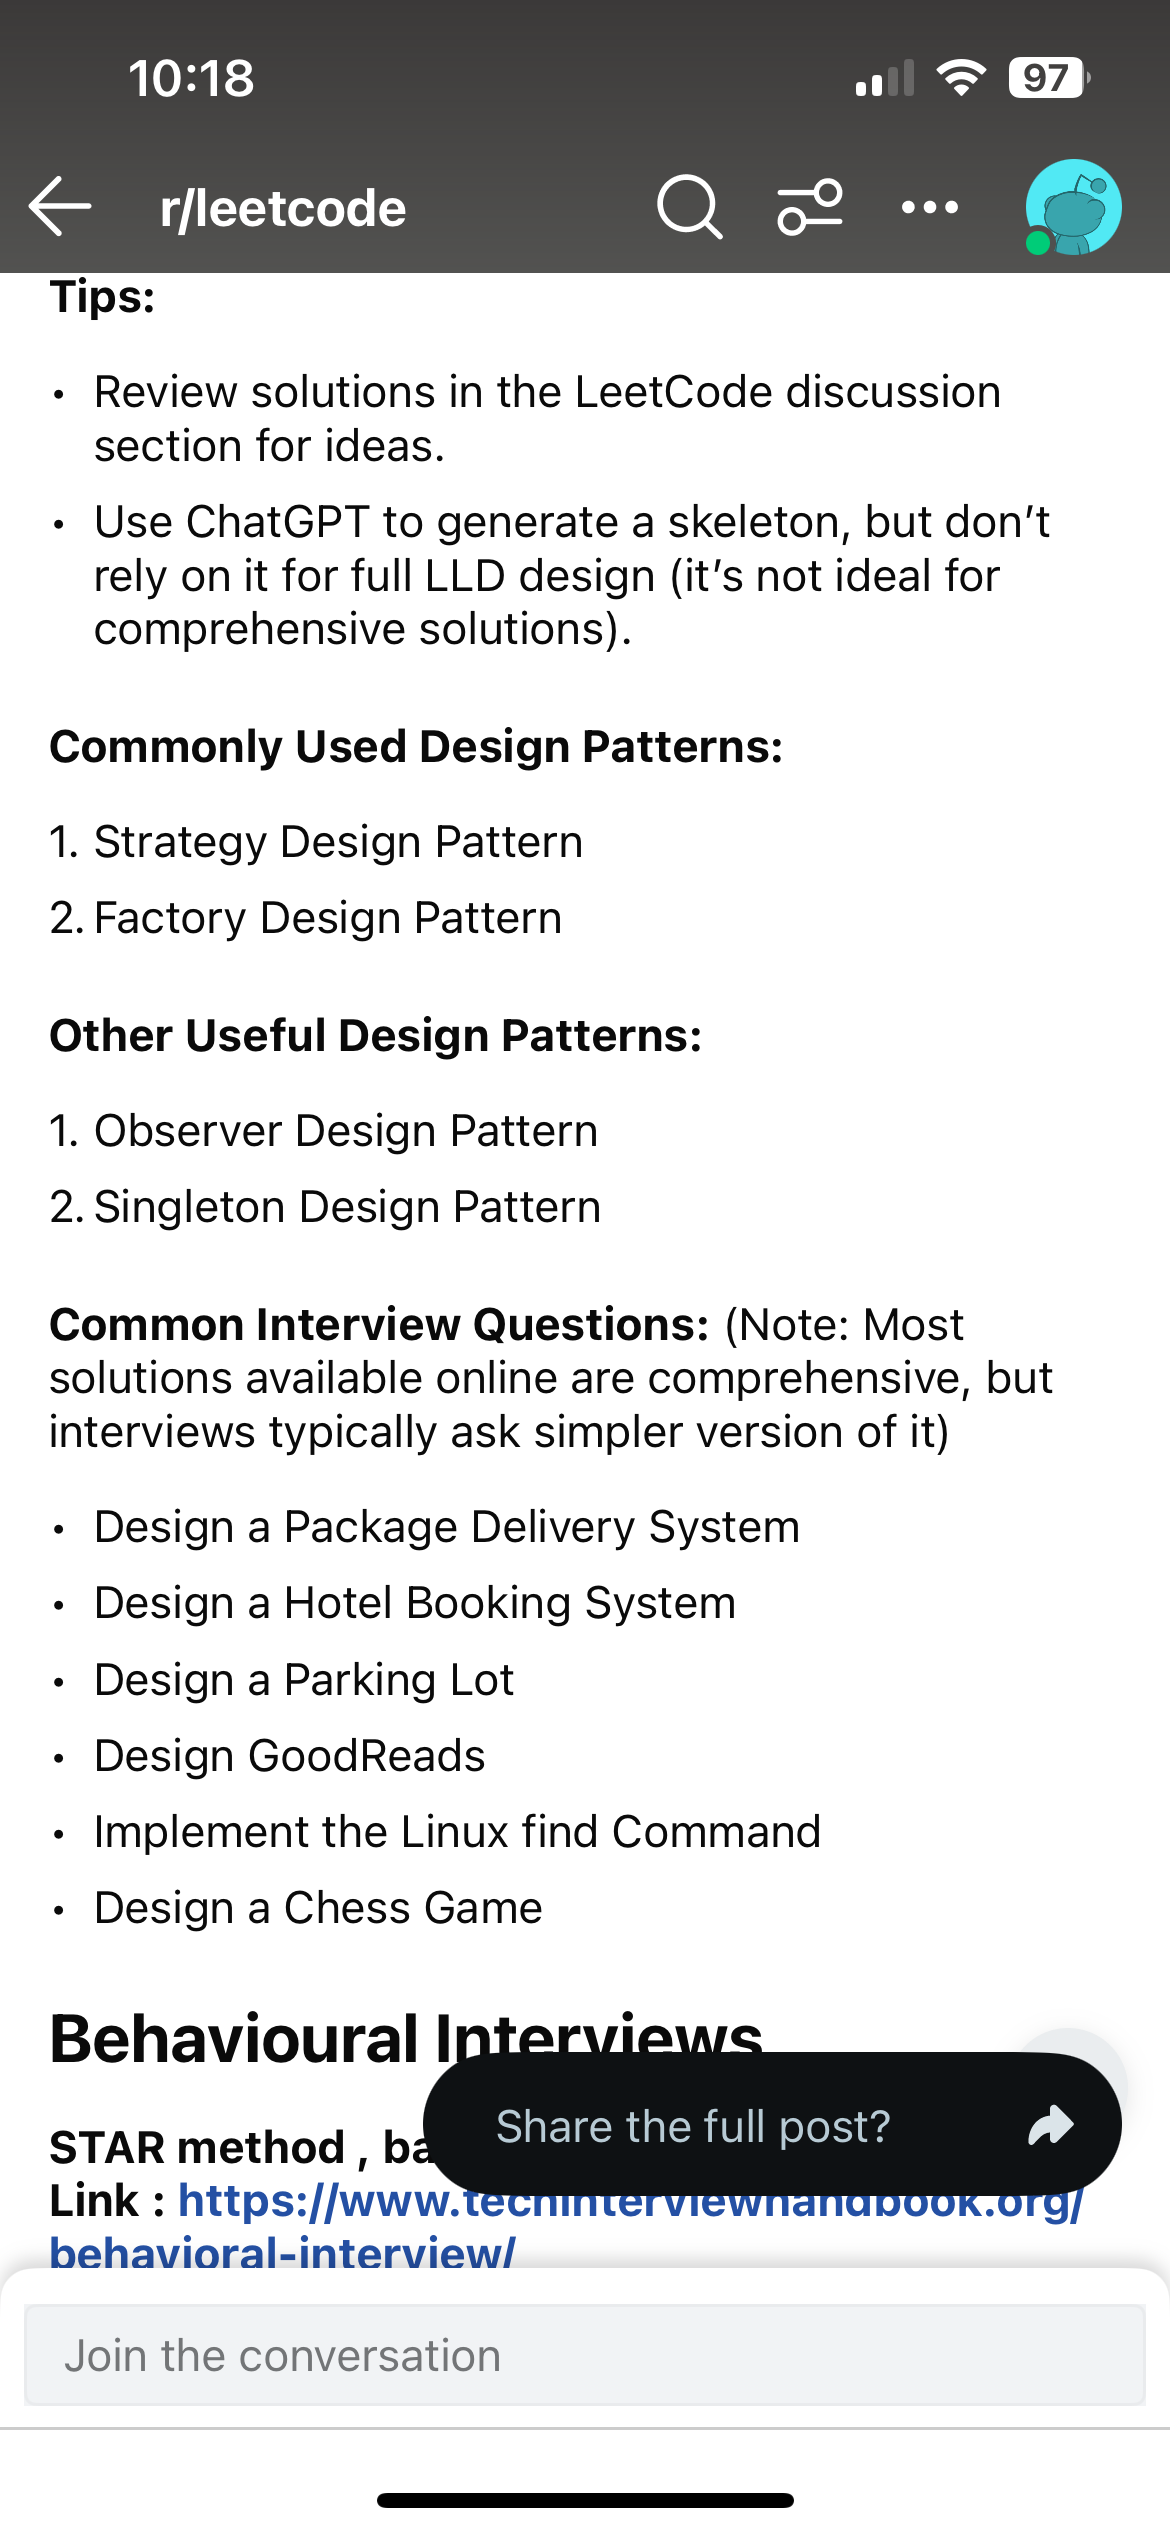 10:18
97
r/leetcode
Tips:
• Review solutions in the LeetCode discussion
section for ideas.
• Use ChatGPT to generate a skeleton, but don’t
rely on it for full LLD design (it’s not ideal for
comprehensive solutions).
Commonly Used Design Patterns:
1. Strategy Design Pattern
2. Factory Design Pattern
Other Useful Design Patterns:
1. Observer Design Pattern
2. Singleton Design Pattern
Common Interview Questions: (Note: Most
solutions available online are comprehensive, but
interviews typically ask simpler version of it)
• Design a Package Delivery System
• Design a Hotel Booking System
• Design a Parking Lot
• Design GoodReads
• Implement the Linux find Command
• Design a Chess Game
Behavioural Interviews
STAR method ,
Share the full post?
Link : https://www.techinterviewhandbook.org/
behavioral-interview/
Join the conversation